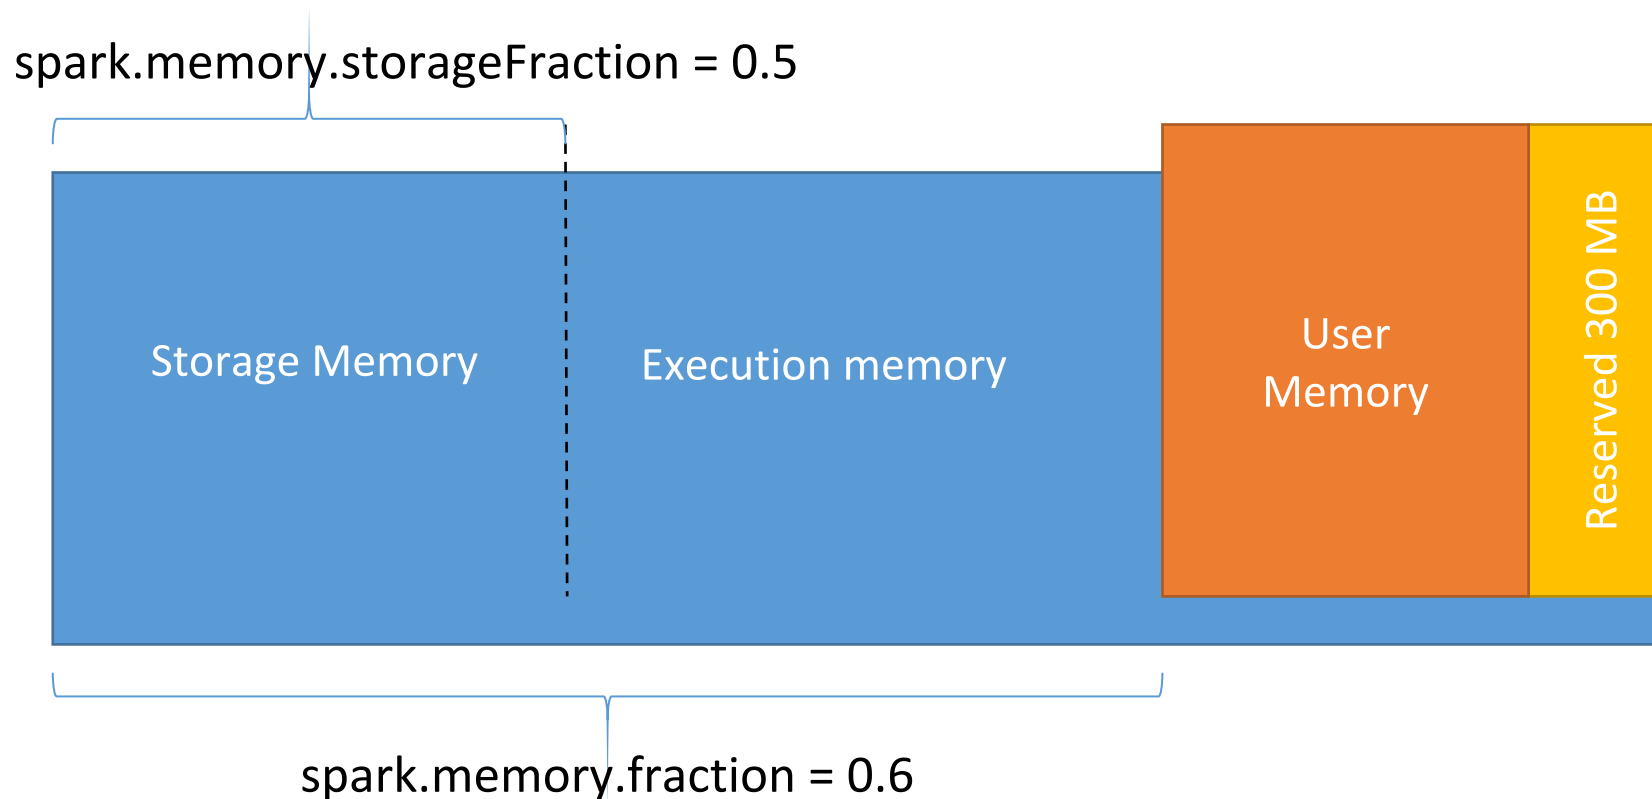 spark.memory.storageFraction = 0.5
Storage Memory
Execution memory
User
Memory
Reserved 300 MB
spark.memory.fraction = 0.6